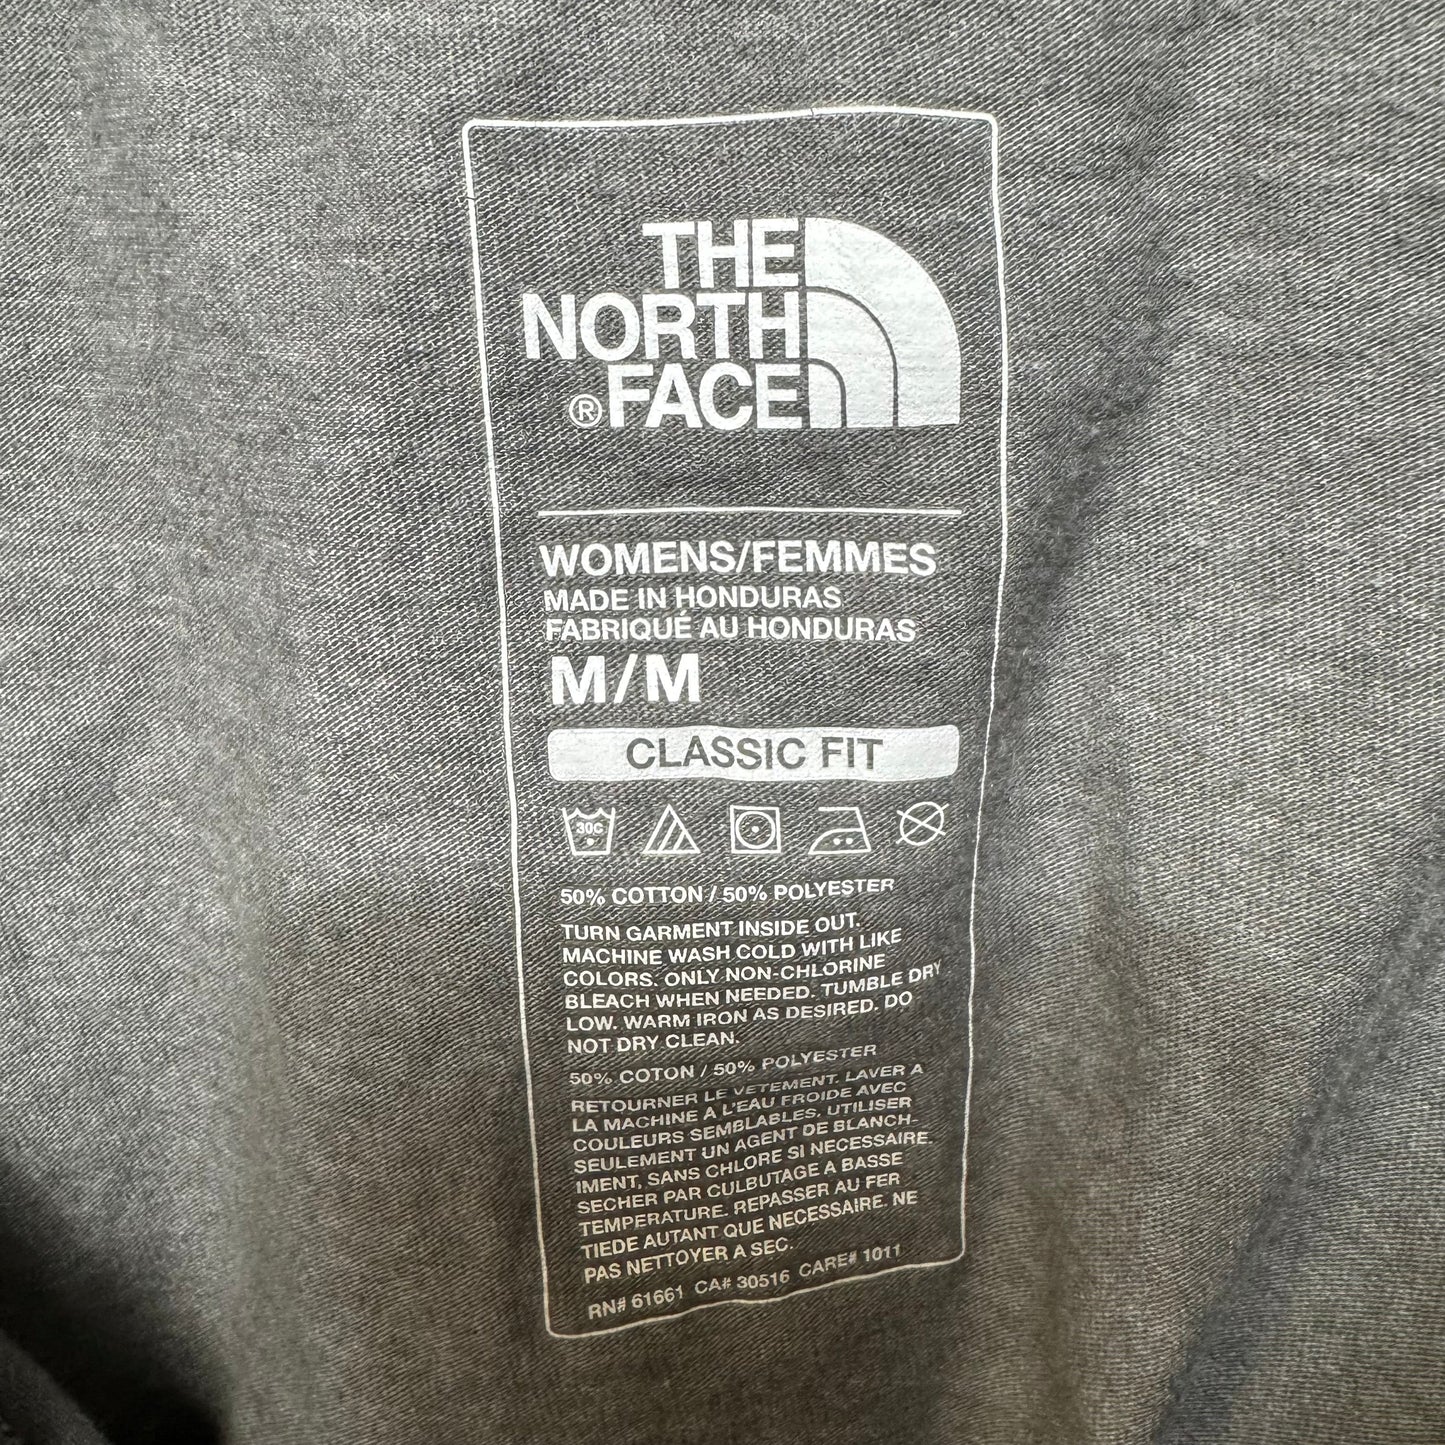 THE
NORTH
®FACE
WOMENS/FEMMES
MADE IN HONDURAS
FABRIQUÉ AU HONDURAS
M/M
CLASSIC FIT
30C
50% COTTON / 50% POLYESTER
TURN GARMENT INSIDE OUT.
MACHINE WASH COLD WITH LIKE
COLORS. ONLY NON-CHLORINE
BLEACH WHEN NEEDED. TUMBLE DRY
LOW. WARM IRON AS DESIRED. DO
NOT DRY CLEAN.
50% COTON / 50% POLYESTER
RETOURNER LE VETEMENT. LAVER A
LA MACHINE A L'EAU FROIDE AVEC
COULEURS SEMBLABLES. UTILISER
SEULEMENT UN AGENT DE BLANCH-
IMENT, SANS CHLORE SI NECESSAIRE.
SECHER PAR CULBUTAGE A BASSE
TEMPERATURE. REPASSER AU FER
TIEDE AUTANT QUE NECESSAIRE. NE
PAS NETTOYER A SEC.
RN# 61661 CA# 30516 CARE# 1011